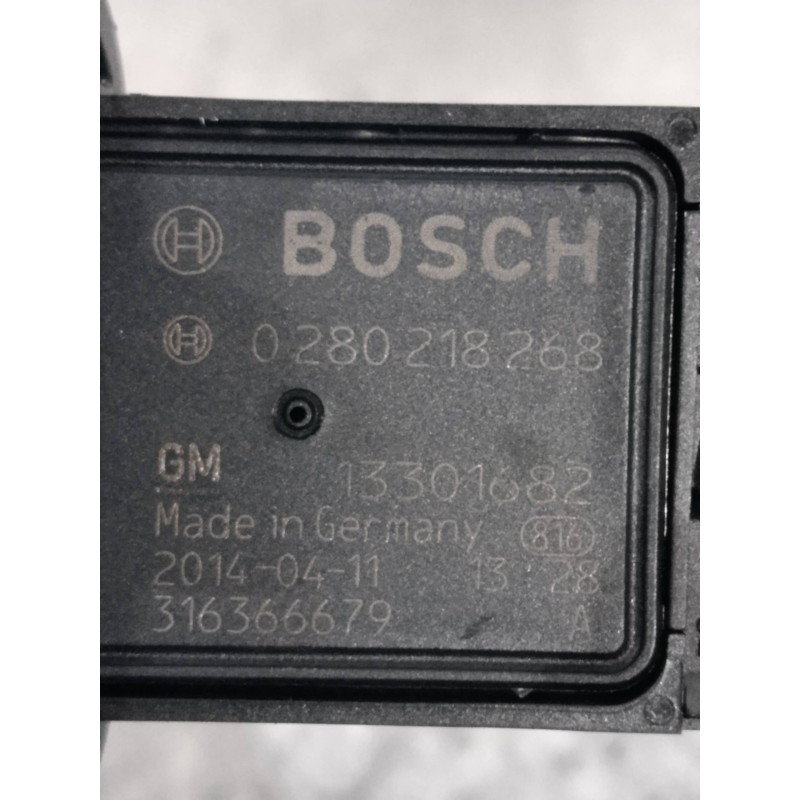 BOSCH
0 280 218 268
GM 13301682
Made in Germany 816
2014-04-11 13 28
316366679 A